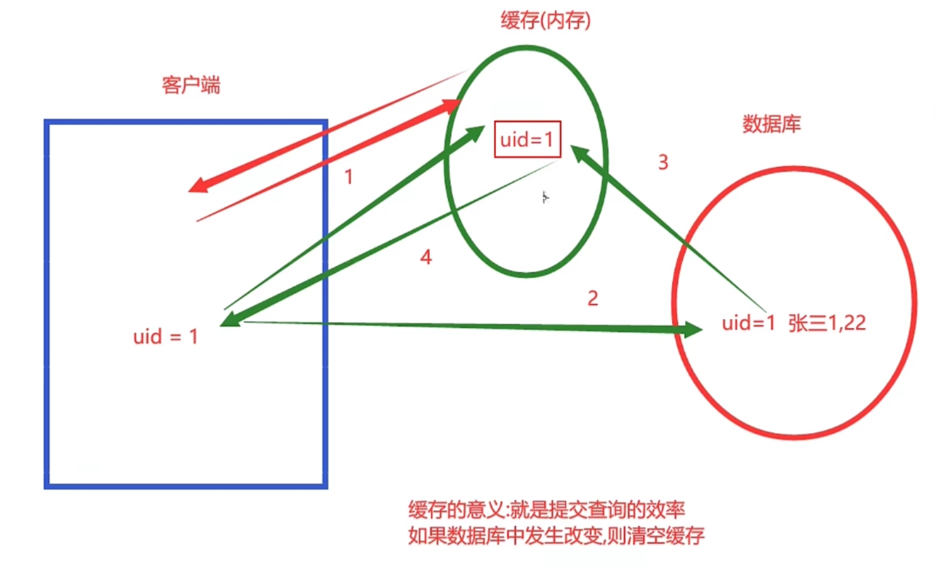 缓存(内存)
客户端
数据库
uid=1
1
3
4
2
uid = 1
uid=1 张三1,22
缓存的意义:就是提交查询的效率
如果数据库中发生改变,则清空缓存